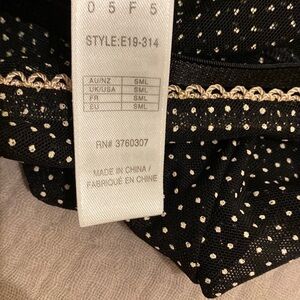 05F5
STYLE:E19-314
AU/NZ SML
UK/USA SML
FR SML
EU SML
RN# 3760307
MADE IN CHINA /
FABRIQUÉ EN CHINE